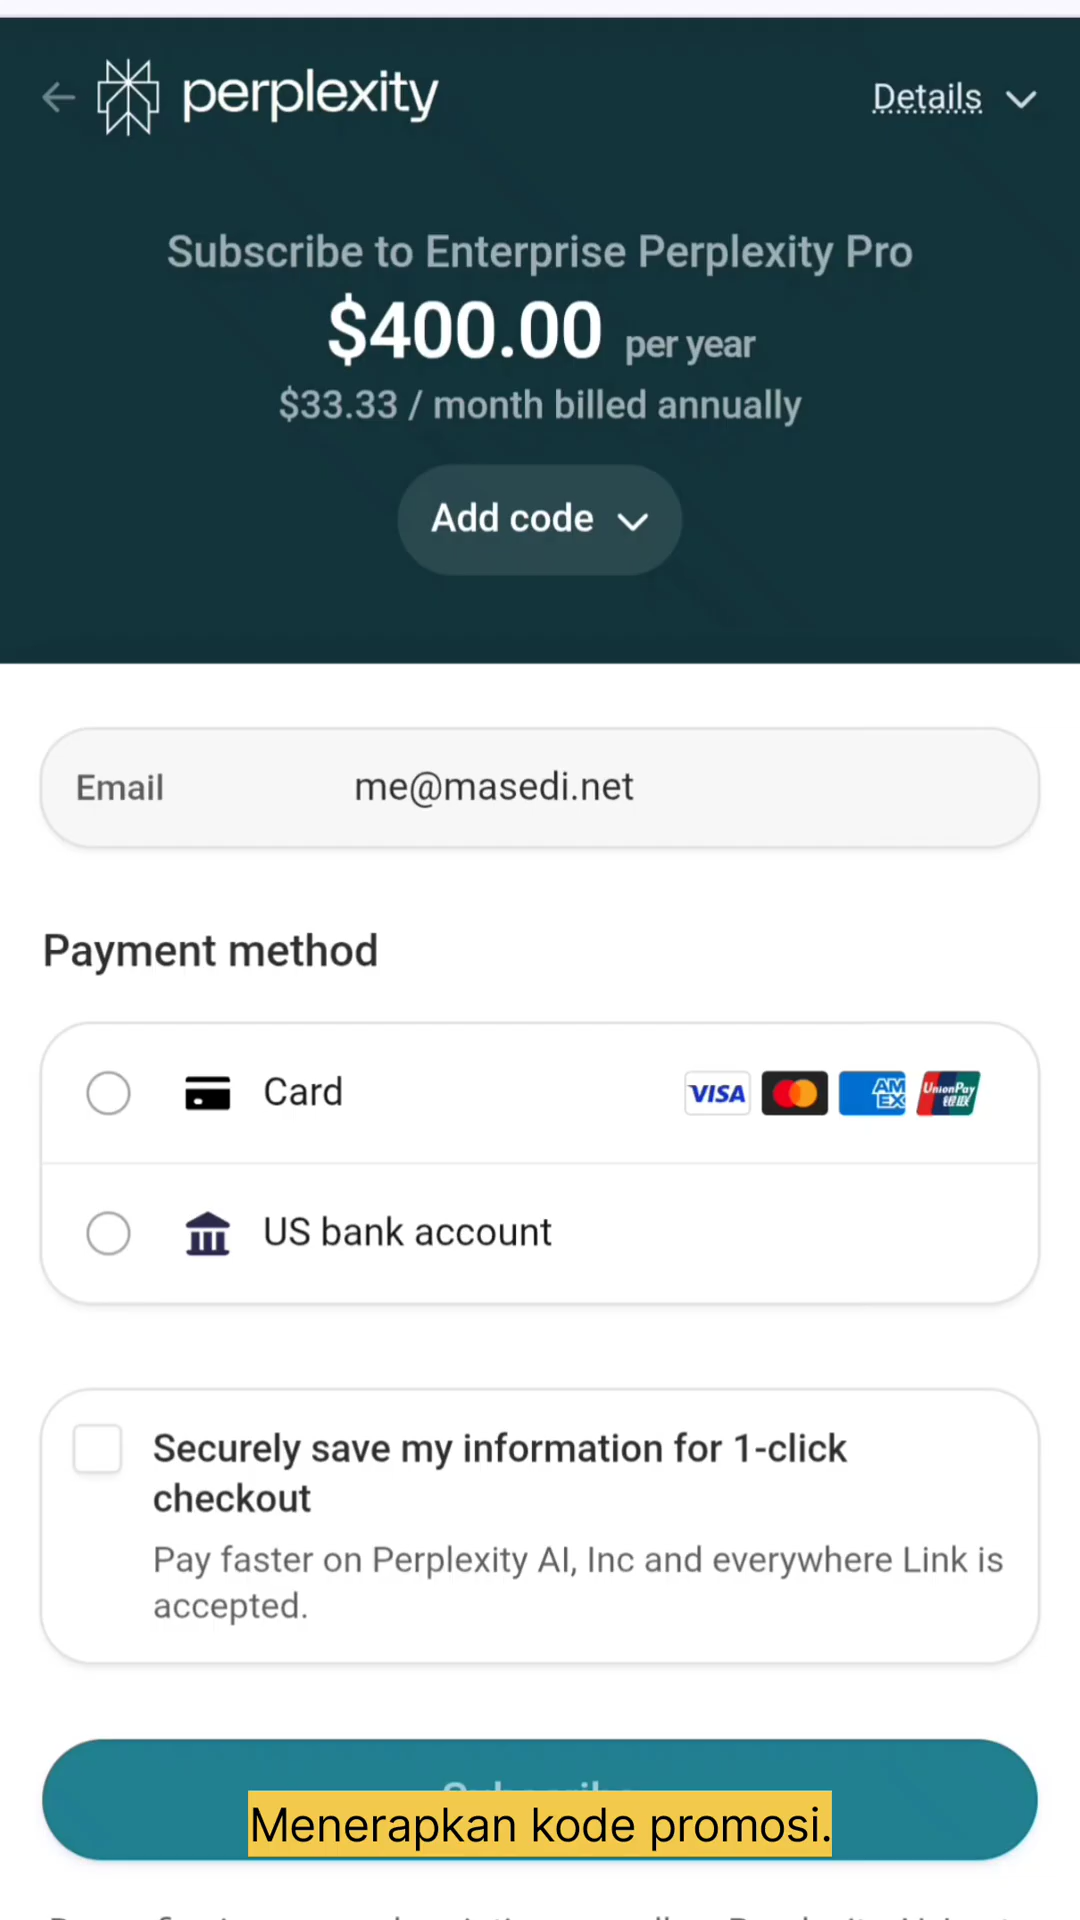 perplexity
Details
Subscribe to Enterprise Perplexity Pro
$400.00 per year
$33.33 / month billed annually
Add code
Email me@masedi.net
Payment method
Card VISA AM EX UnionPay 银联
US bank account
Securely save my information for 1-click
checkout
Pay faster on Perplexity AI, Inc and everywhere Link is
accepted.
Menerapkan kode promosi.